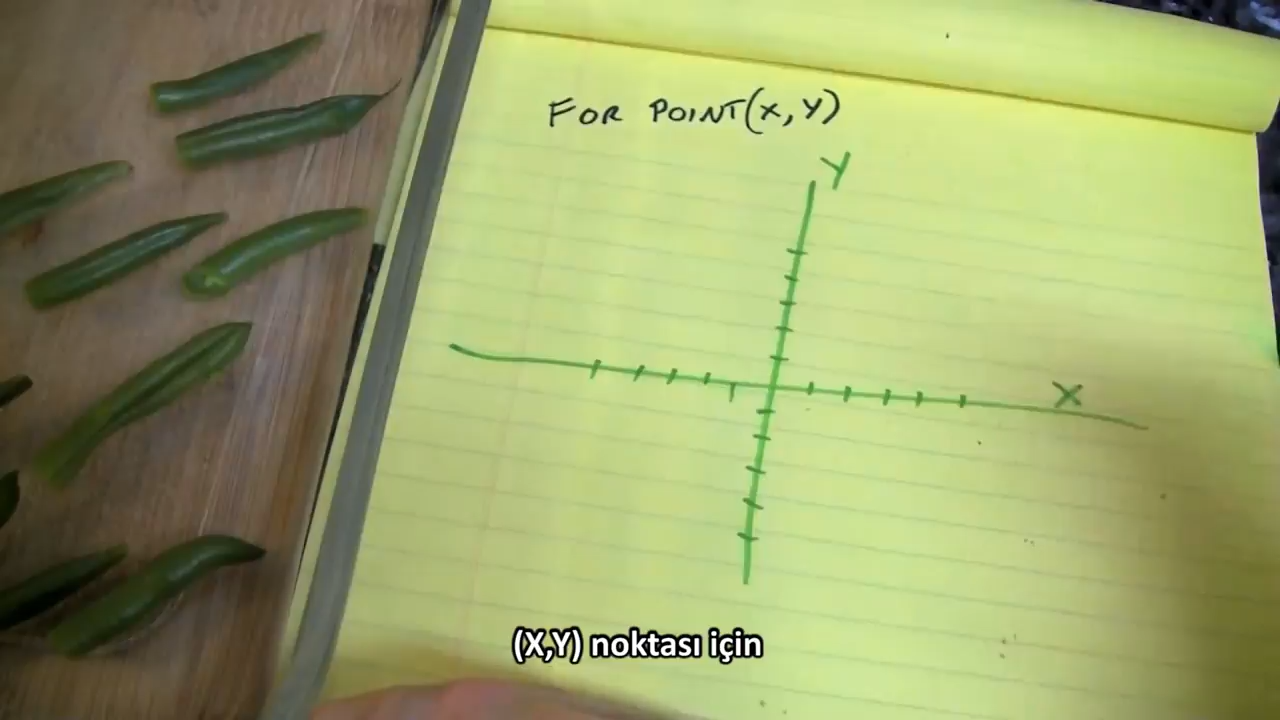 FOR POINT(X,Y)
Y
X
(X,Y) noktası için